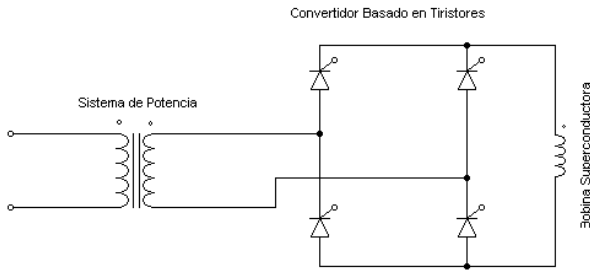 Convertidor Basado en Tiristores
Sistema de Potencia
Bobina Superconductora